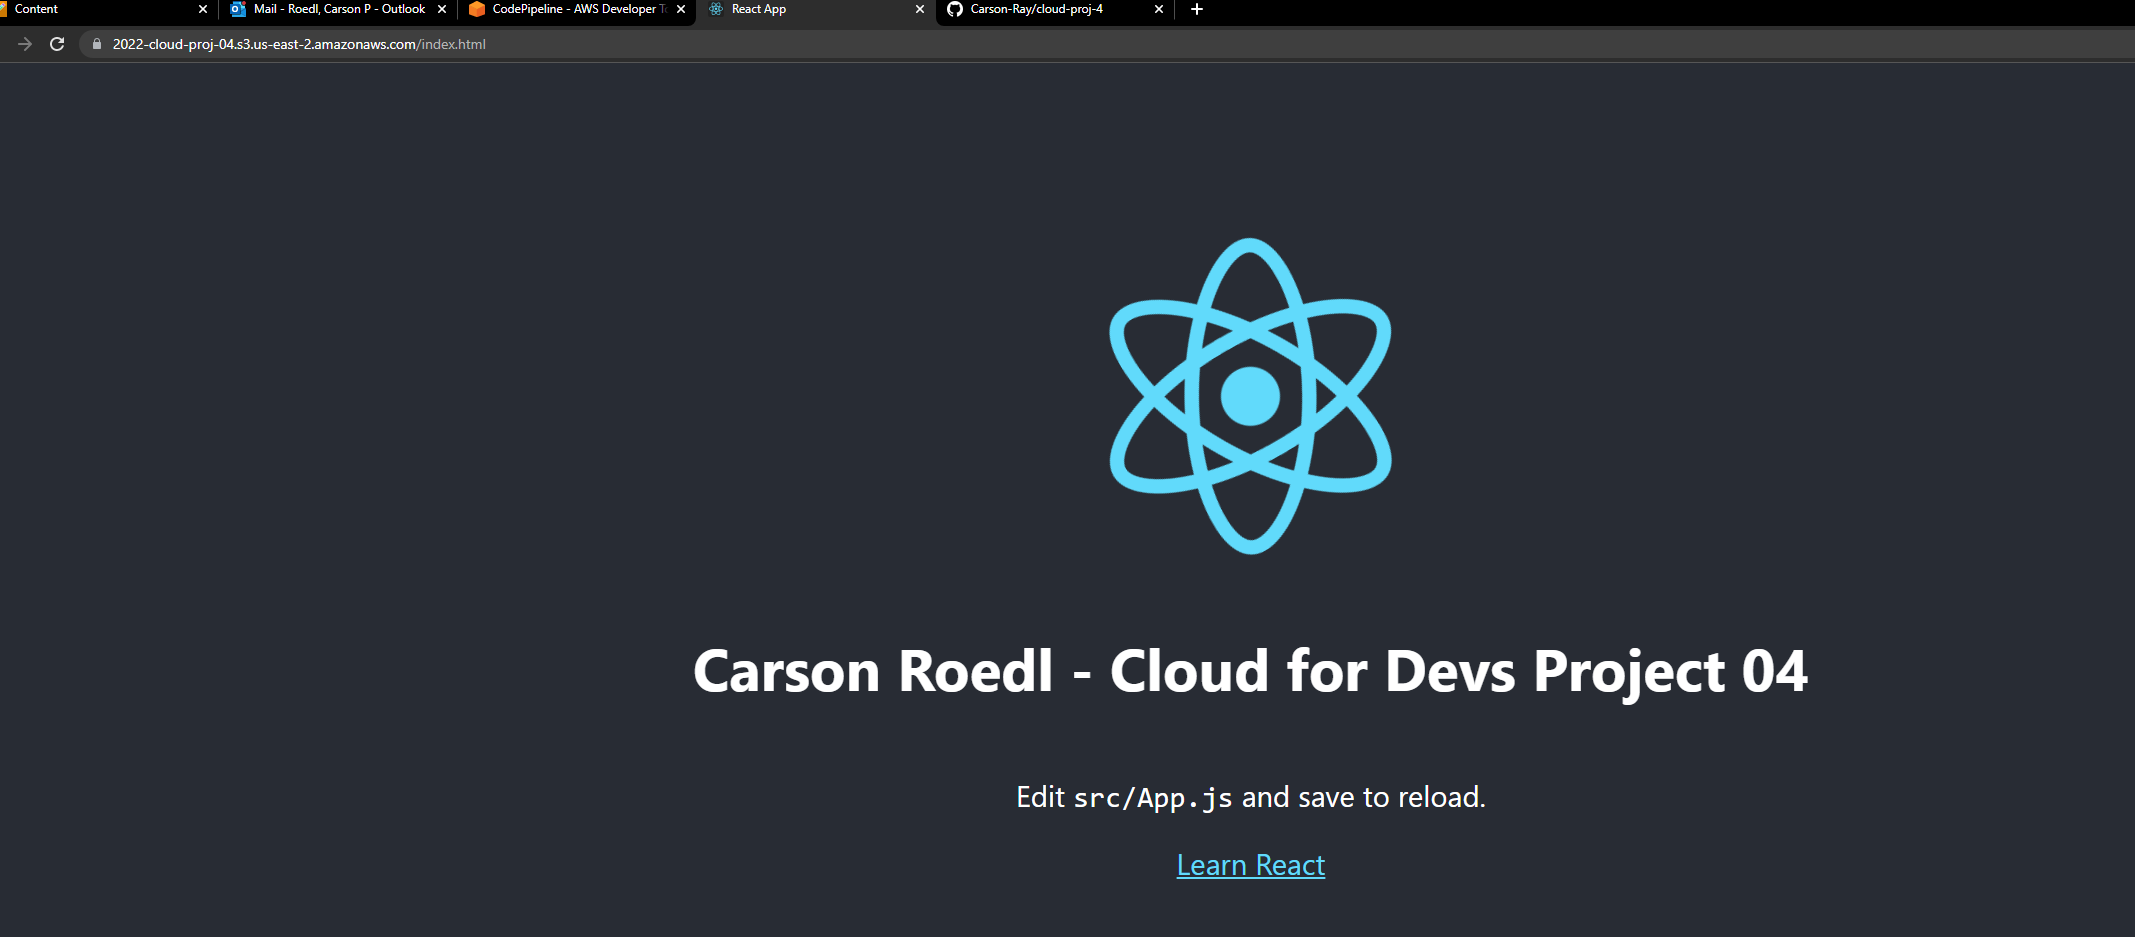 Content
Mail - Roedl, Carson P - Outlook
CodePipeline - AWS Developer To
React App
Carson-Ray/cloud-proj-4
2022-cloud-proj-04.s3.us-east-2.amazonaws.com/index.html
Carson Roedl - Cloud for Devs Project 04
Edit src/App.js and save to reload.
Learn React